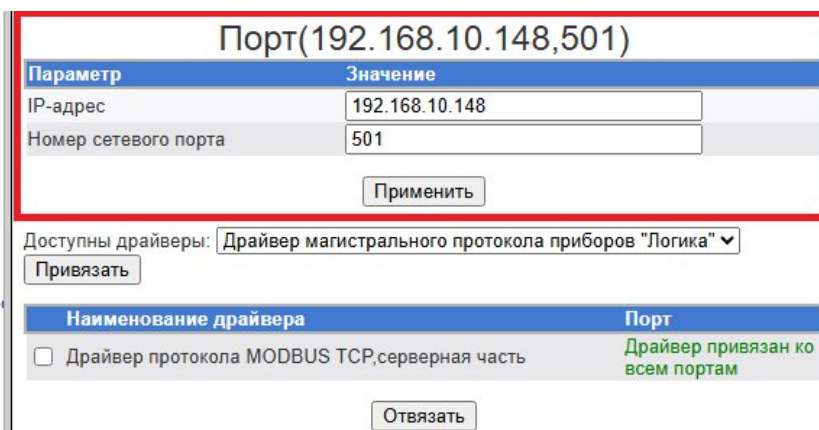 Порт(192.168.10.148,501)
Параметр Значение
IP-адрес 192.168.10.148
Номер сетевого порта 501
Применить
Доступны драйверы: Драйвер магистрального протокола приборов "Логика"
Привязать
Наименование драйвера Порт
Драйвер протокола MODBUS TCP,серверная часть Драйвер привязан ко
всем портам
Отвязать